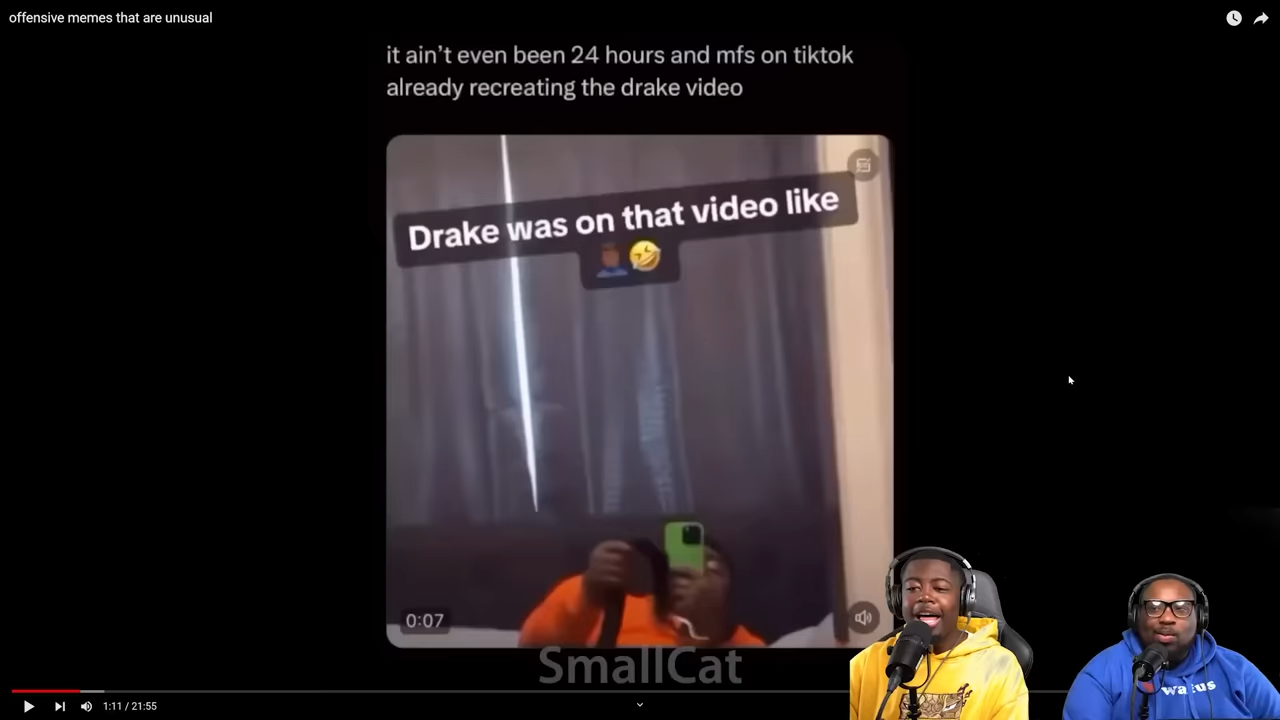 offensive memes that are unusual
it ain't even been 24 hours and mfs on tiktok
already recreating the drake video
Drake was on that video like
0:07
SmallCat
1:11 / 21:55